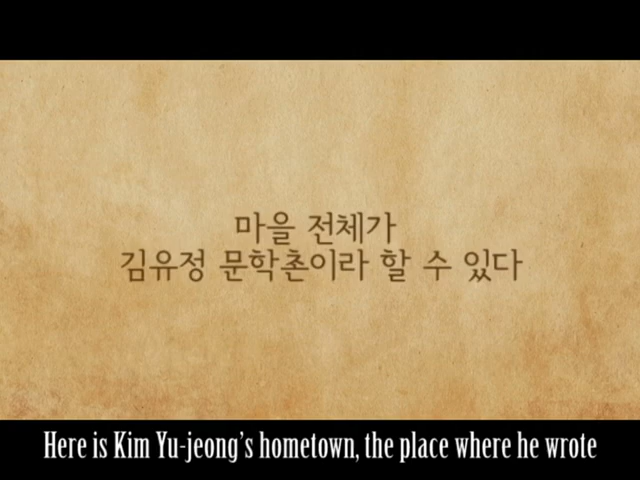 마을 전체가
김유정 문학촌이라 할 수 있다
Here is Kim Yu-jeong's hometown, the place where he wrote